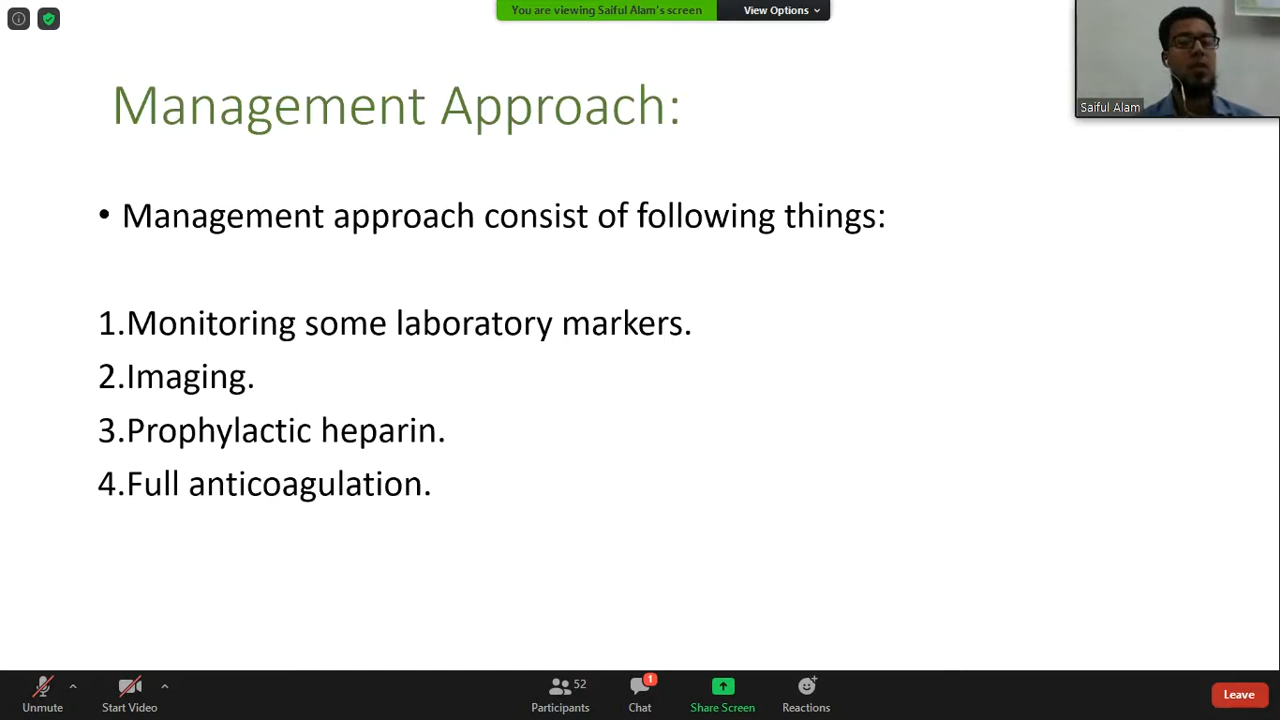 You are viewing Saiful Alam's screen
View Options
Saiful Alam
Management Approach:
• Management approach consist of following things:
1.Monitoring some laboratory markers.
2.Imaging.
3.Prophylactic heparin.
4.Full anticoagulation.
Unmute
Start Video
52
Participants
1
Chat
Share Screen
Reactions
Leave